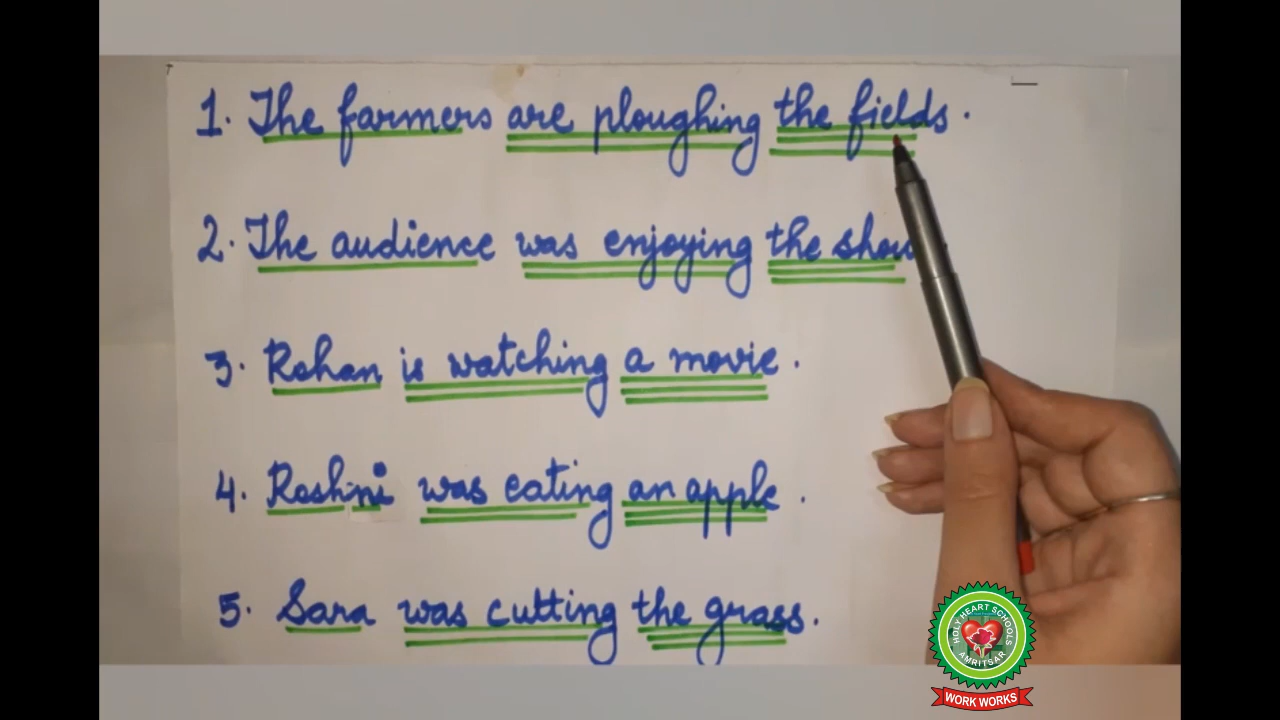 1. The farmers are ploughing the fields.
2. The audience was enjoying the show
3. Rohan is watching a movie.
4. Roshni was eating an apple.
5. Sara was cutting the grass.
HOLY HEART SCHOOLS
AMRITSAR
WORK WORKS